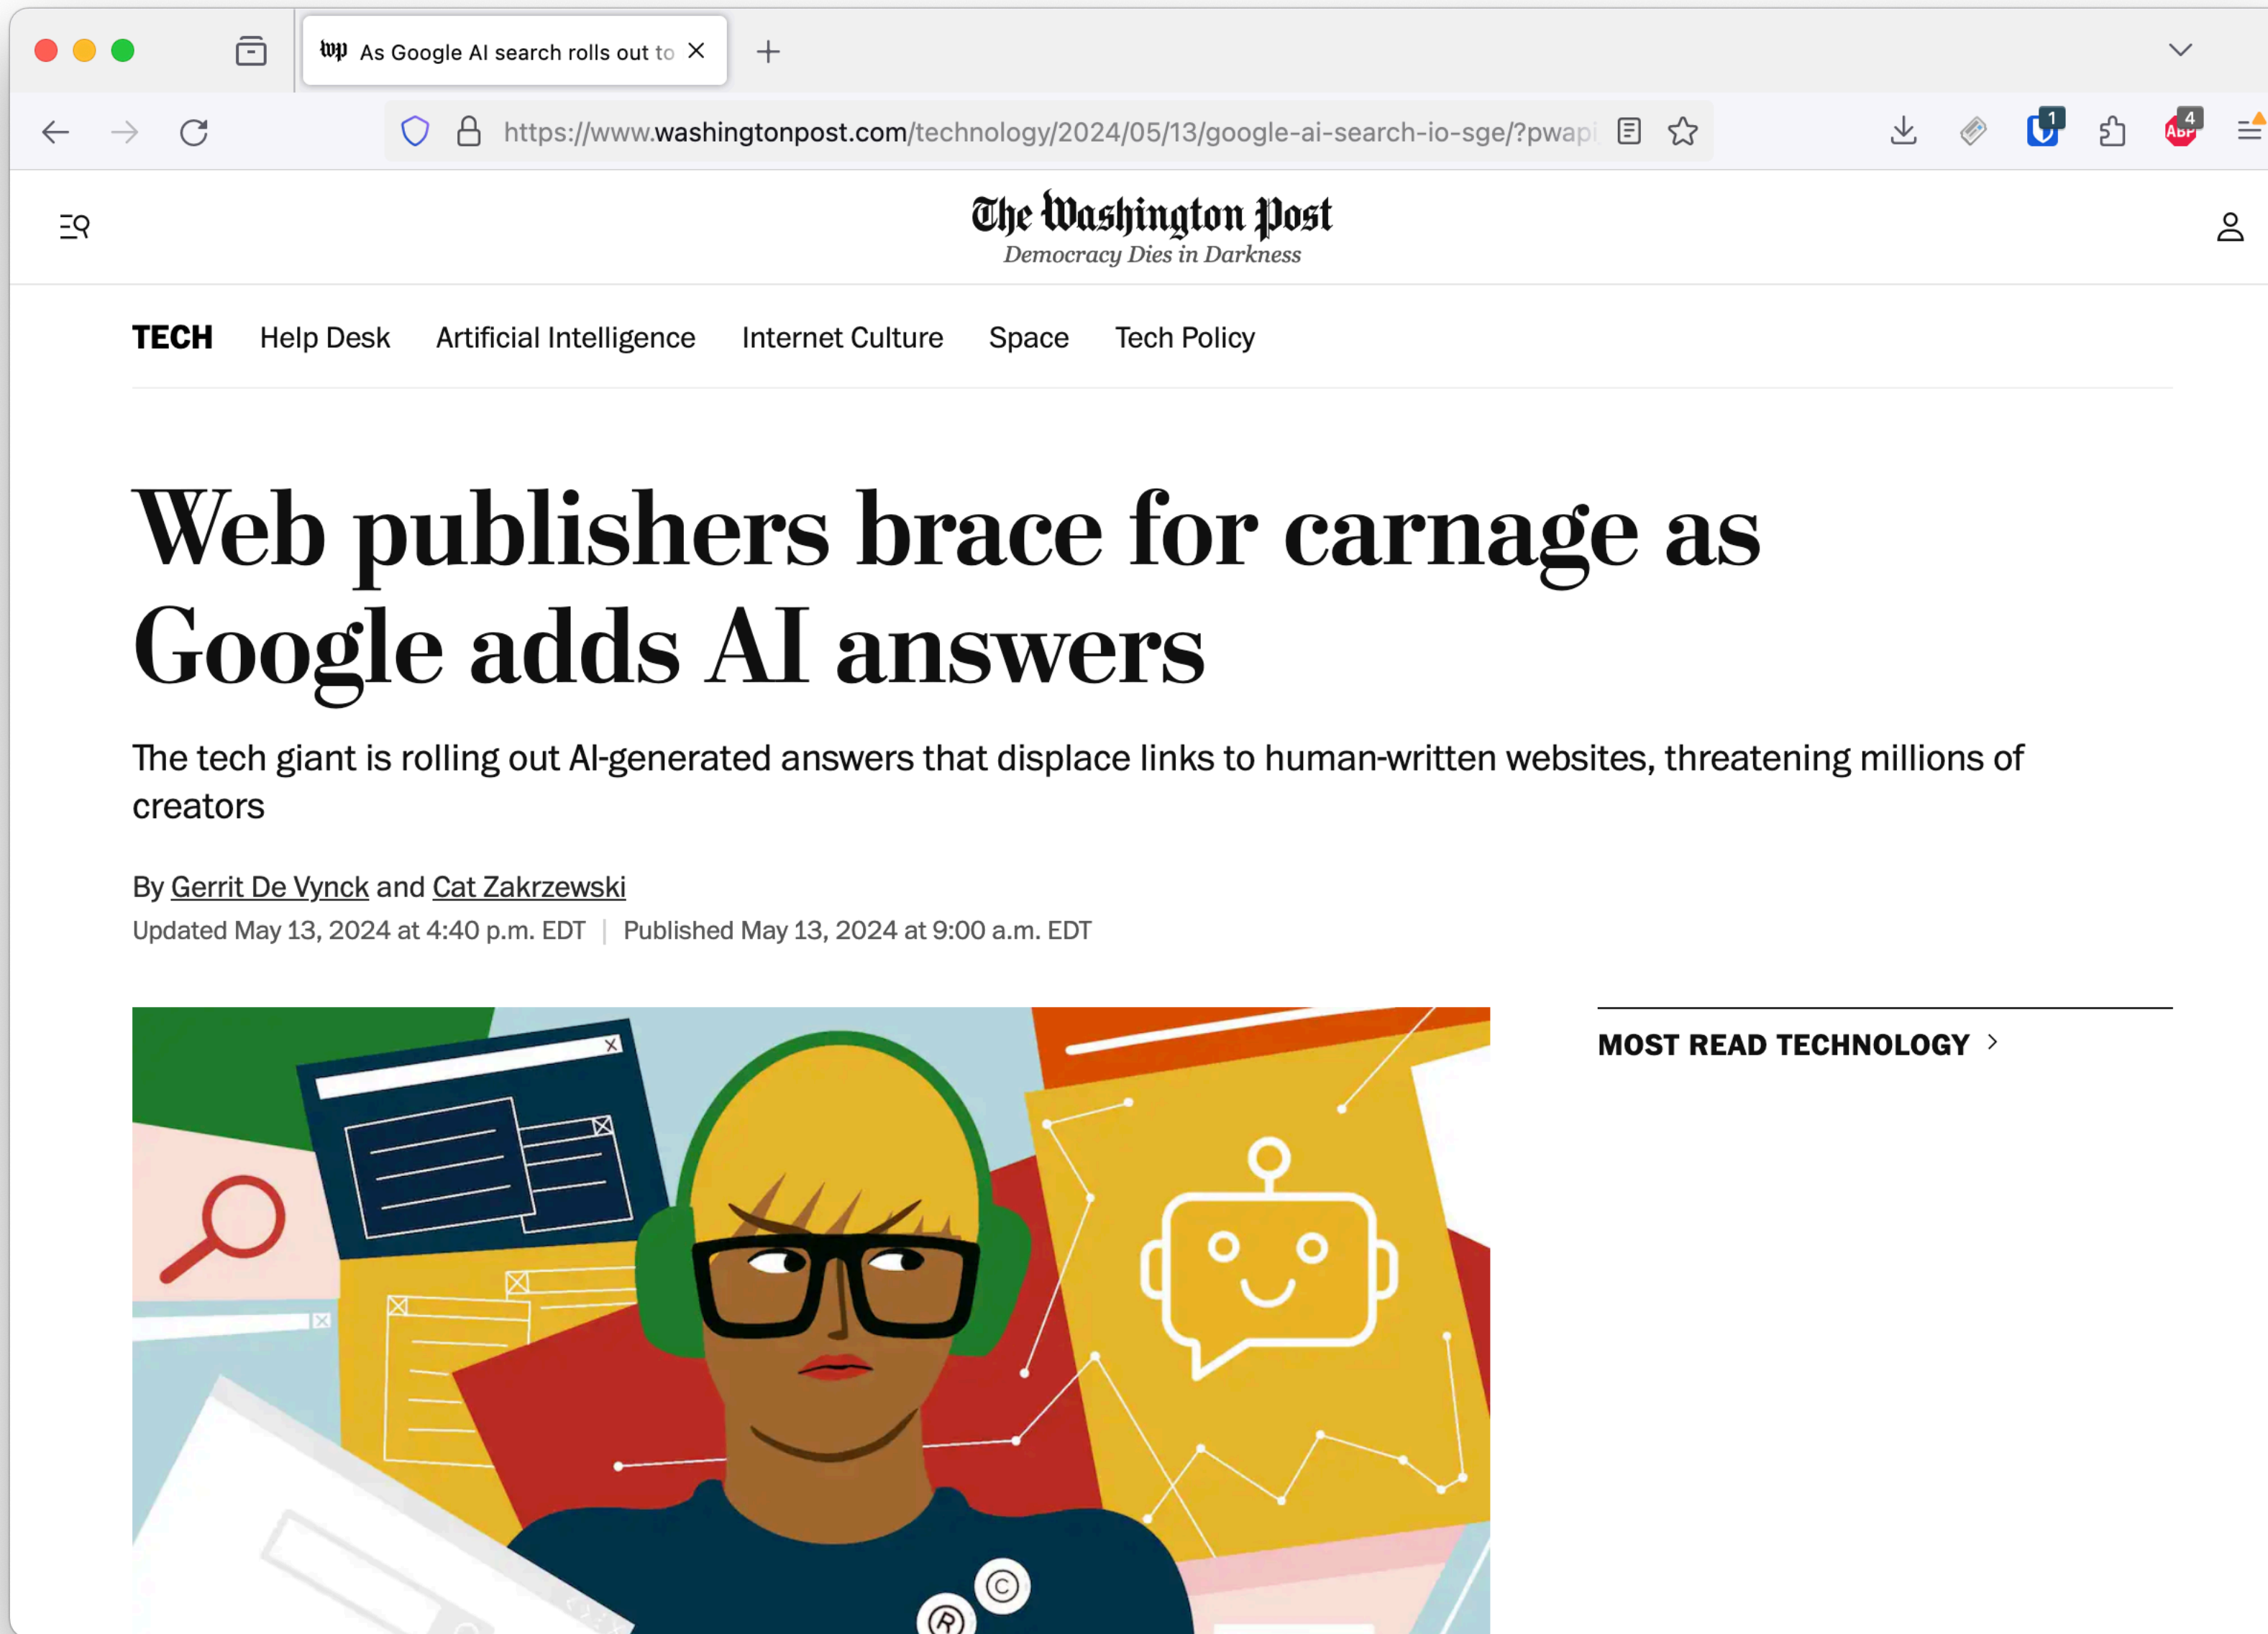 wp As Google AI search rolls out to
https://www.washingtonpost.com/technology/2024/05/13/google-ai-search-io-sge/?pwapi
1
4
ABP
The Washington Post
Democracy Dies in Darkness
TECH Help Desk Artificial Intelligence Internet Culture Space Tech Policy
Web publishers brace for carnage as
Google adds AI answers
The tech giant is rolling out AI-generated answers that displace links to human-written websites, threatening millions of
creators
By Gerrit De Vynck and Cat Zakrzewski
Updated May 13, 2024 at 4:40 p.m. EDT | Published May 13, 2024 at 9:00 a.m. EDT
MOST READ TECHNOLOGY >
©
®